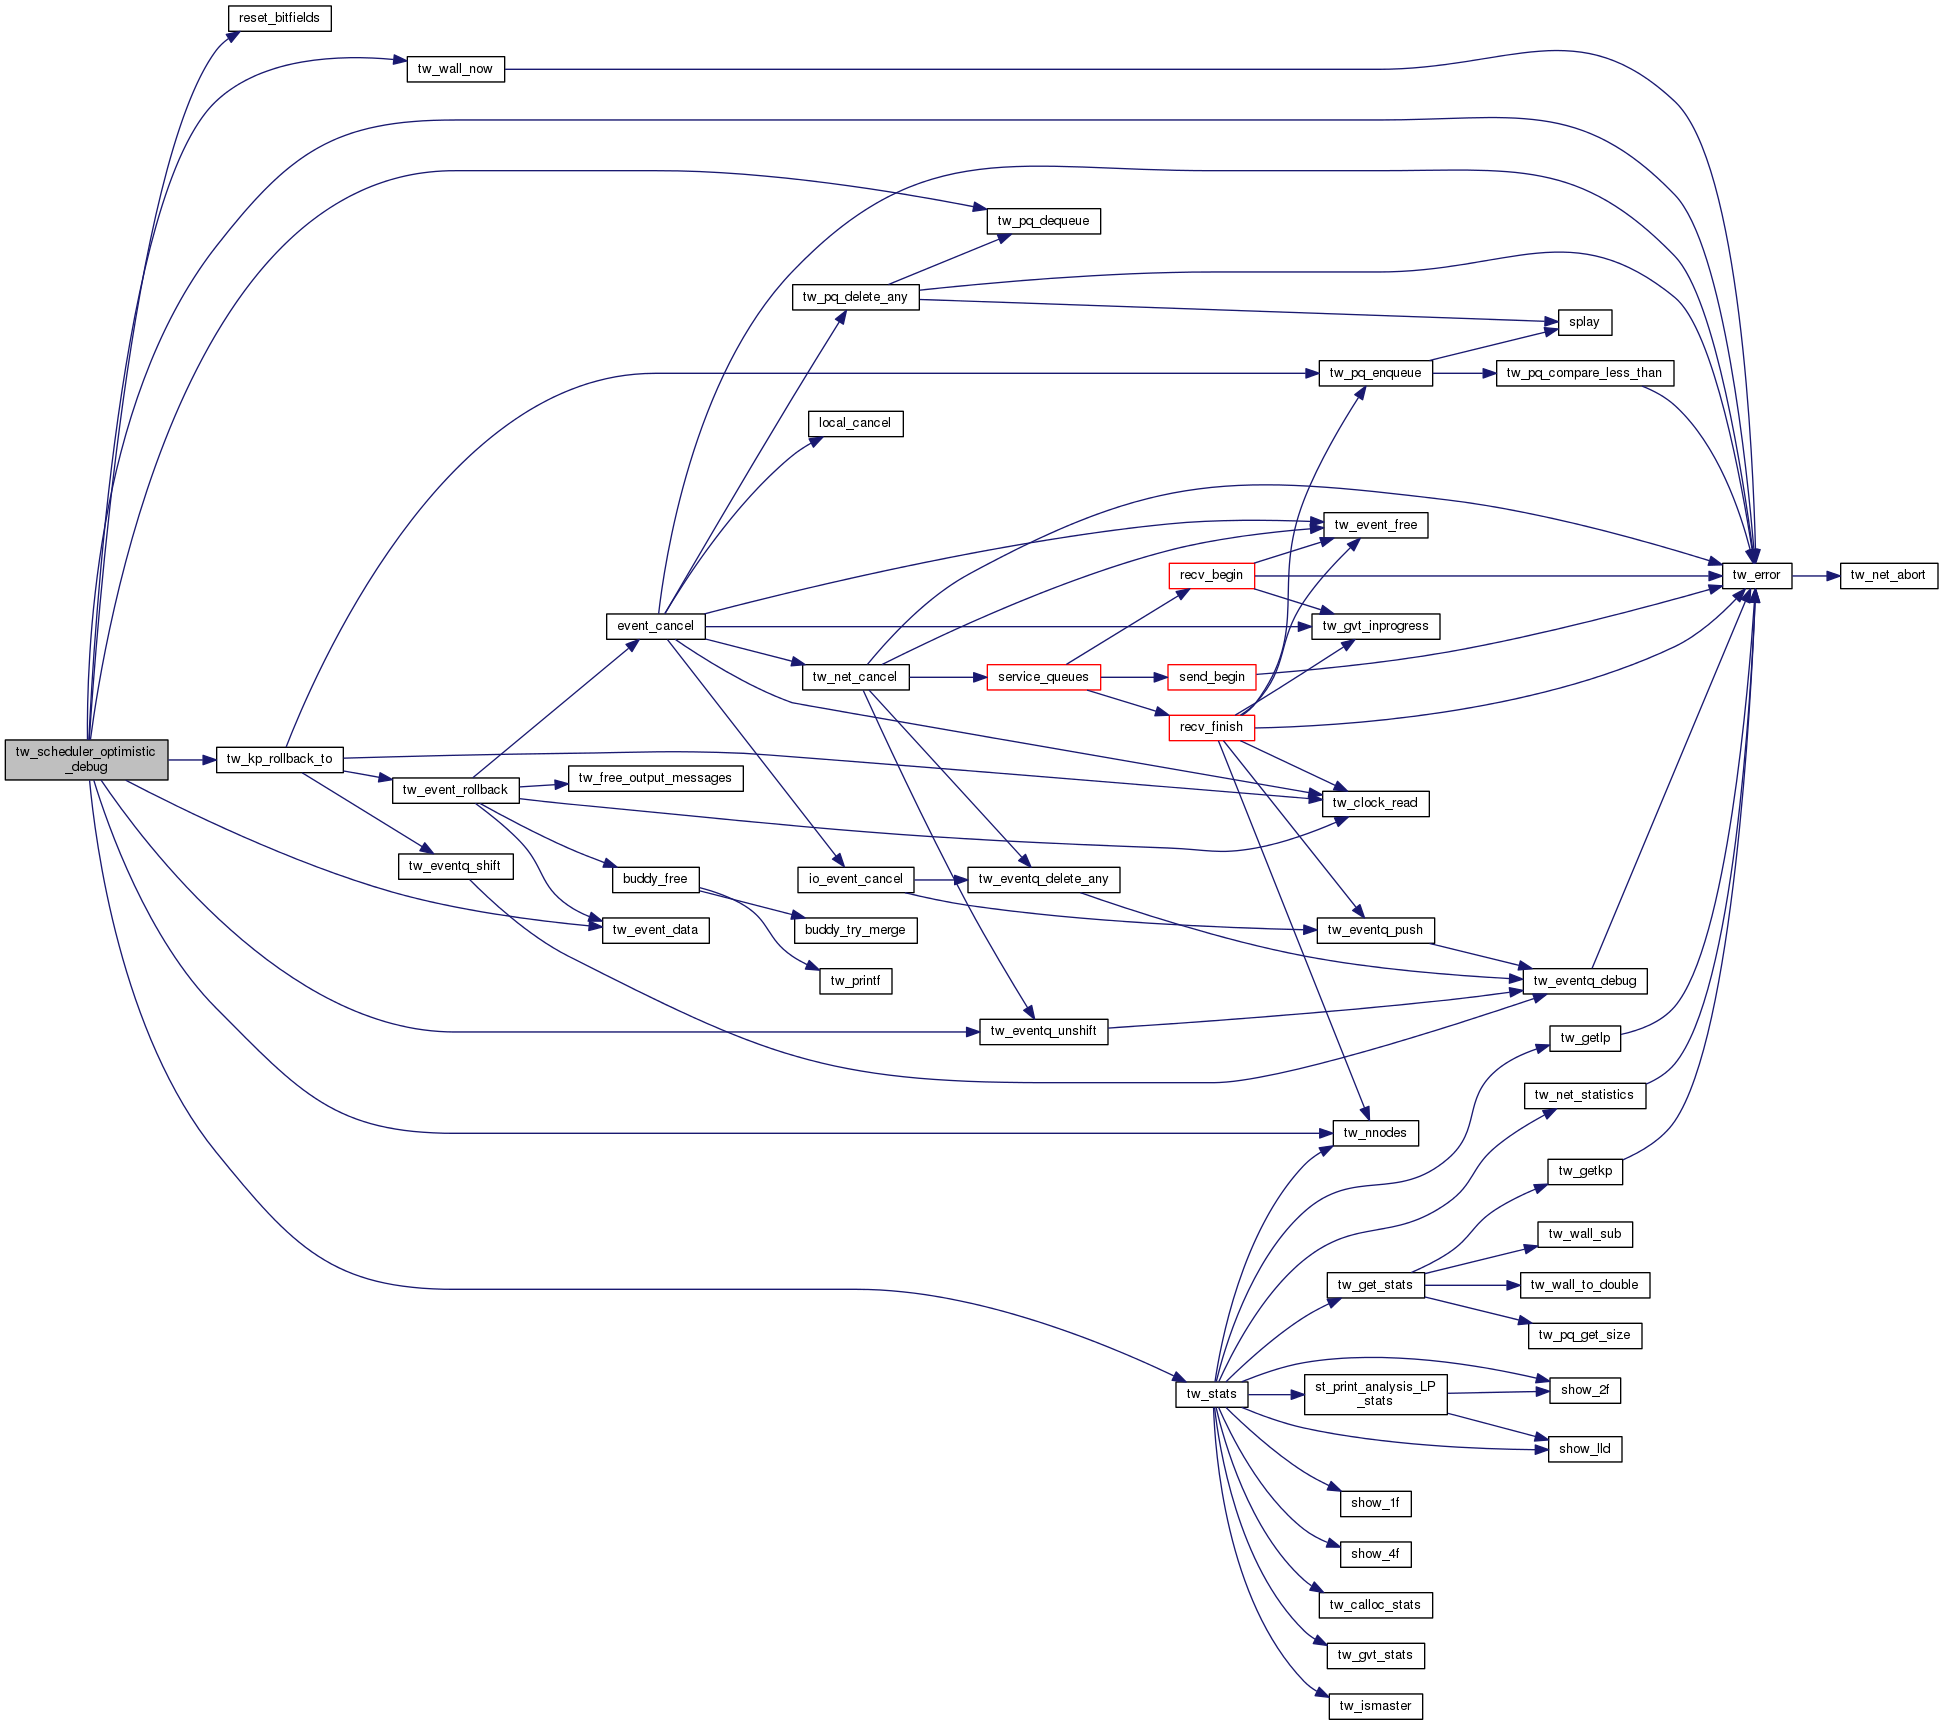 reset_bitfields
tw_wall_now
tw_pq_dequeue
tw_pq_delete_any
splay
tw_pq_enqueue
tw_pq_compare_less_than
local_cancel
tw_event_free
recv_begin
tw_error
tw_net_abort
event_cancel
tw_gvt_inprogress
tw_net_cancel
service_queues
send_begin
recv_finish
tw_scheduler_optimistic
_debug
tw_kp_rollback_to
tw_event_rollback
tw_free_output_messages
tw_clock_read
tw_eventq_shift
buddy_free
io_event_cancel
tw_eventq_delete_any
tw_event_data
buddy_try_merge
tw_eventq_push
tw_printf
tw_eventq_debug
tw_eventq_unshift
tw_getlp
tw_net_statistics
tw_nnodes
tw_getkp
tw_wall_sub
tw_get_stats
tw_wall_to_double
tw_pq_get_size
tw_stats
st_print_analysis_LP
_stats
show_2f
show_lld
show_1f
show_4f
tw_calloc_stats
tw_gvt_stats
tw_ismaster